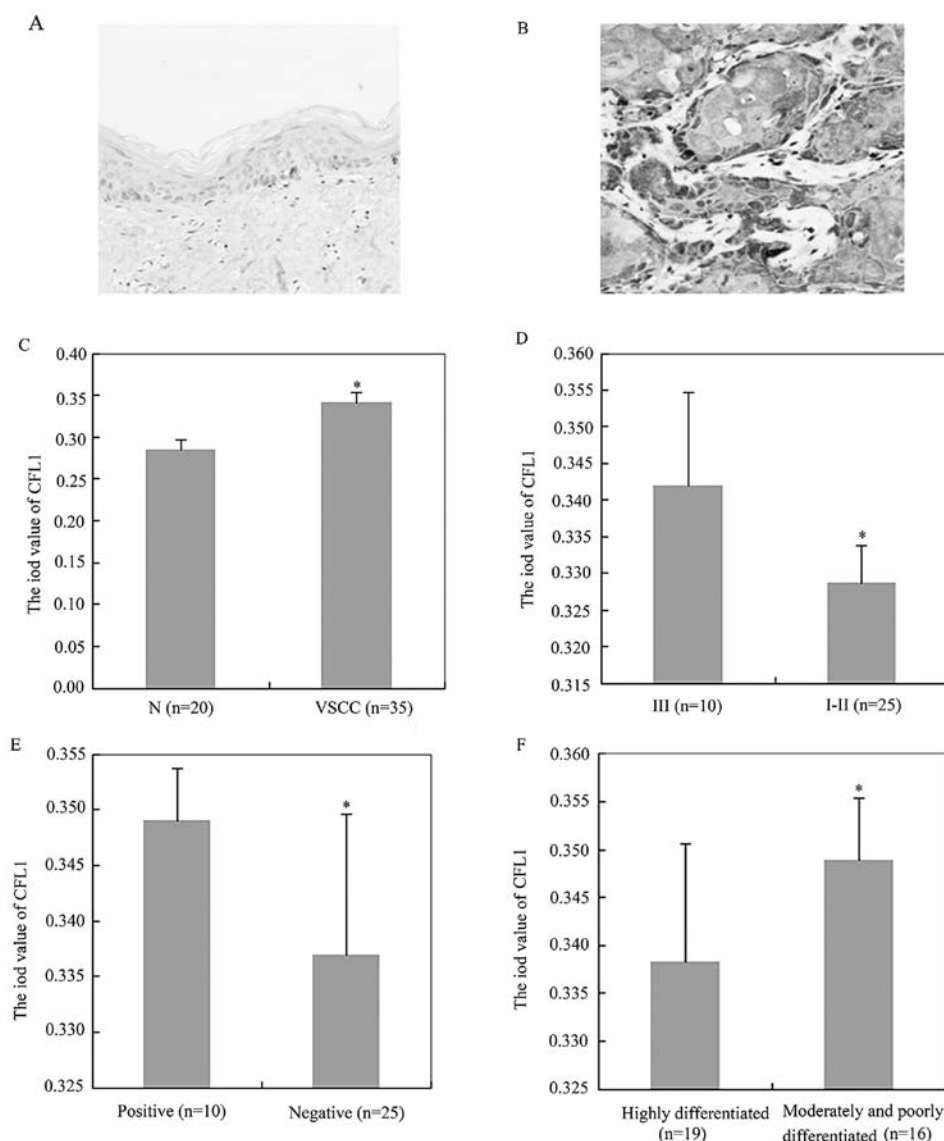 A
B
C
The iod value of CFL1
0.40
0.35
0.30
0.25
0.20
0.15
0.10
0.05
0.00
*
N (n=20)
VSCC (n=35)
D
The iod value of CFL1
0.360
0.355
0.350
0.345
0.340
0.335
0.330
0.325
0.320
0.315
*
III (n=10)
I-II (n=25)
E
The iod value of CFL1
0.355
0.350
0.345
0.340
0.336
0.330
0.325
*
Positive (n=10)
Negative (n=25)
F
The iod value of CFL1
0.360
0.355
0.350
0.345
0.340
0.335
0.330
0.325
*
Highly differentiated
(n=19)
Moderately and poorly
differentiated (n=16)